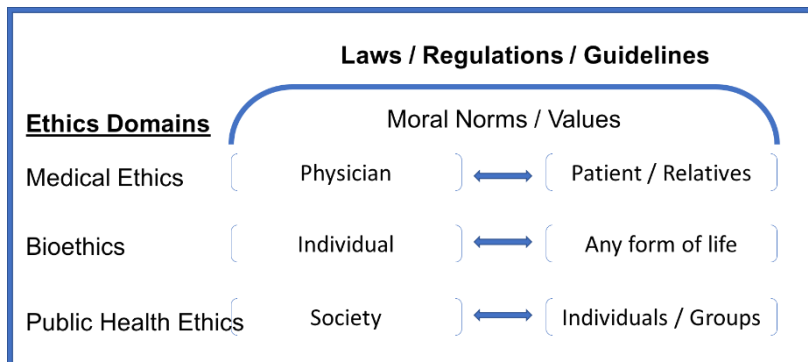 Laws / Regulations / Guidelines
Ethics Domains
Moral Norms / Values
Medical Ethics Physician Patient / Relatives
Bioethics Individual Any form of life
Public Health Ethics Society Individuals / Groups